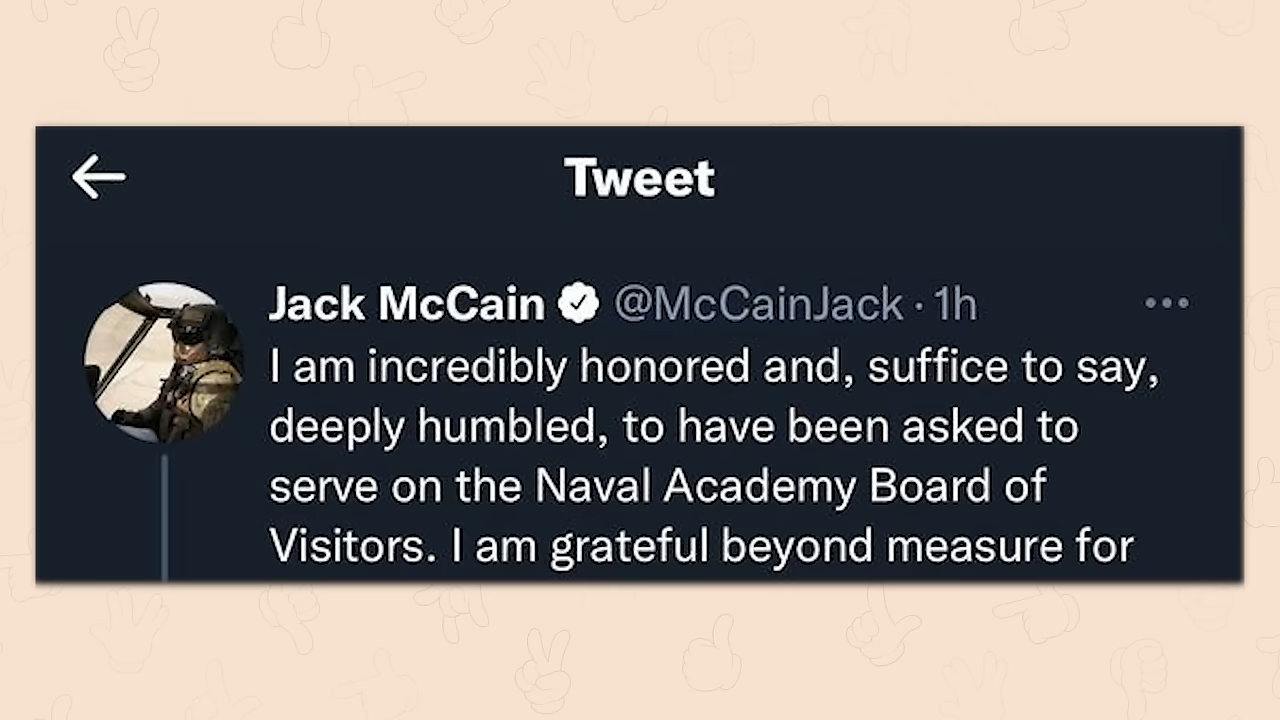 Tweet
Jack McCain @McCainJack · 1h
I am incredibly honored and, suffice to say,
deeply humbled, to have been asked to
serve on the Naval Academy Board of
Visitors. I am grateful beyond measure for